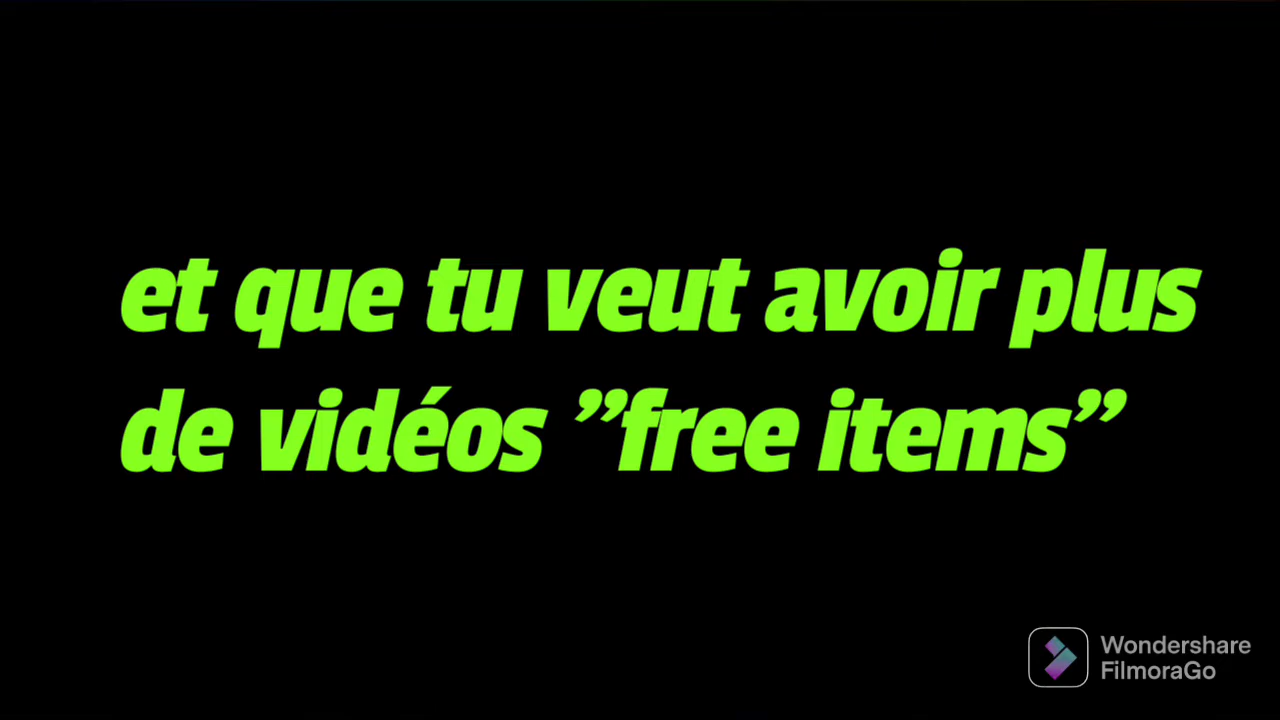 et que tu veut avoir plus
de vidéos ”free items”
Wondershare
FilmoraGo